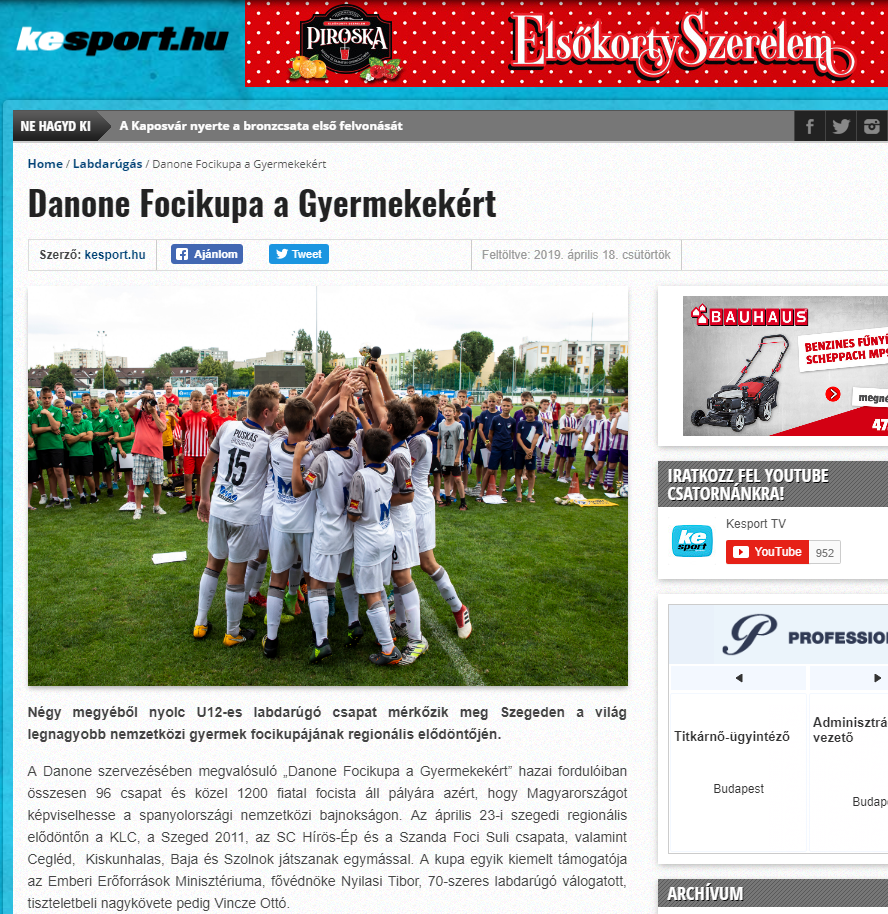 kesport.hu
PIROSKA
ElsőkortySzerelem
NE HAGYD KI
A Kaposvár nyerte a bronzcsata első felvonását
Home / Labdarúgás / Danone Focikupa a Gyermekekért
Danone Focikupa a Gyermekekért
Szerző: kesport.hu
Ajánlom
Tweet
Feltöltve: 2019. április 18. csütörtök
PUSKÁS
15
Négy megyéből nyolc U12-es labdarúgó csapat mérkőzik meg Szegeden a világ
legnagyobb nemzetközi gyermek focikupájának regionális elődöntőjén.
A Danone szervezésében megvalósuló „Danone Focikupa a Gyermekekért” hazai fordulóiban
összesen 96 csapat és közel 1200 fiatal focista áll pályára azért, hogy Magyarországot
képviselhesse a spanyolországi nemzetközi bajnokságon. Az április 23-i szegedi regionális
elődöntőn a KLC, a Szeged 2011, az SC Hírös-Ép és a Szanda Foci Suli csapata, valamint
Cegléd, Kiskunhalas, Baja és Szolnok játszanak egymással. A kupa egyik kiemelt támogatója
az Emberi Erőforrások Minisztériuma, fővédnöke Nyilasi Tibor, 70-szeres labdarúgó válogatott,
tiszteletbeli nagykövete pedig Vincze Ottó.
BAUHAUS
BENZINES FŰNYÍ
SCHEPPACH MPS
megné
47
IRATKOZZ FEL YOUTUBE
CSATORNÁNKRA!
ke
sport
Kesport TV
YouTube
952
P PROFESSION
Titkárnő-ügyintéző
Budapest
Adminisztrá
vezető
Budap
ARCHÍVUM